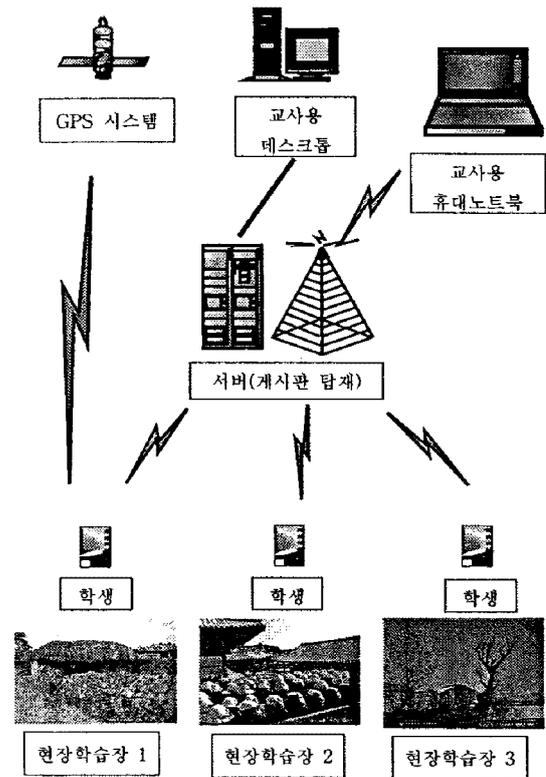 GPS 시스템
교사용
데스크톱
교사용
휴대노트북
서버(게시판 탑재)
학생
학생
학생
현장학습장 1
현장학습장 2
현장학습장 3